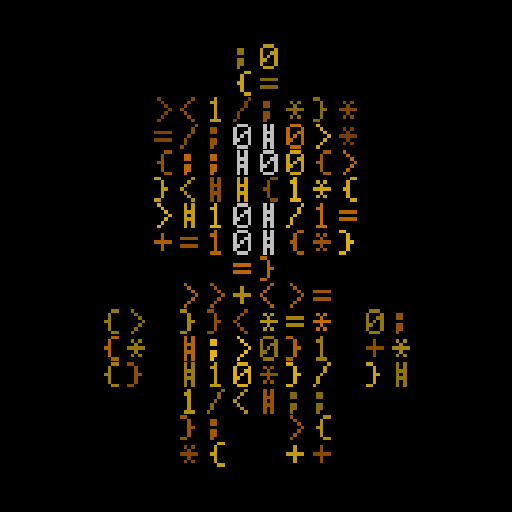 ;0
{=
><1/;*}*
=/;0H0>*
{;;H00{>
}<HH{1*{
>H10H/1=
+=10H{*}
=}
>>+<>=
{> }}<*=* 0;
{* H;>0}1 +*
{} H10*}/ }H
1/<H;;
}; >{
*{ ++